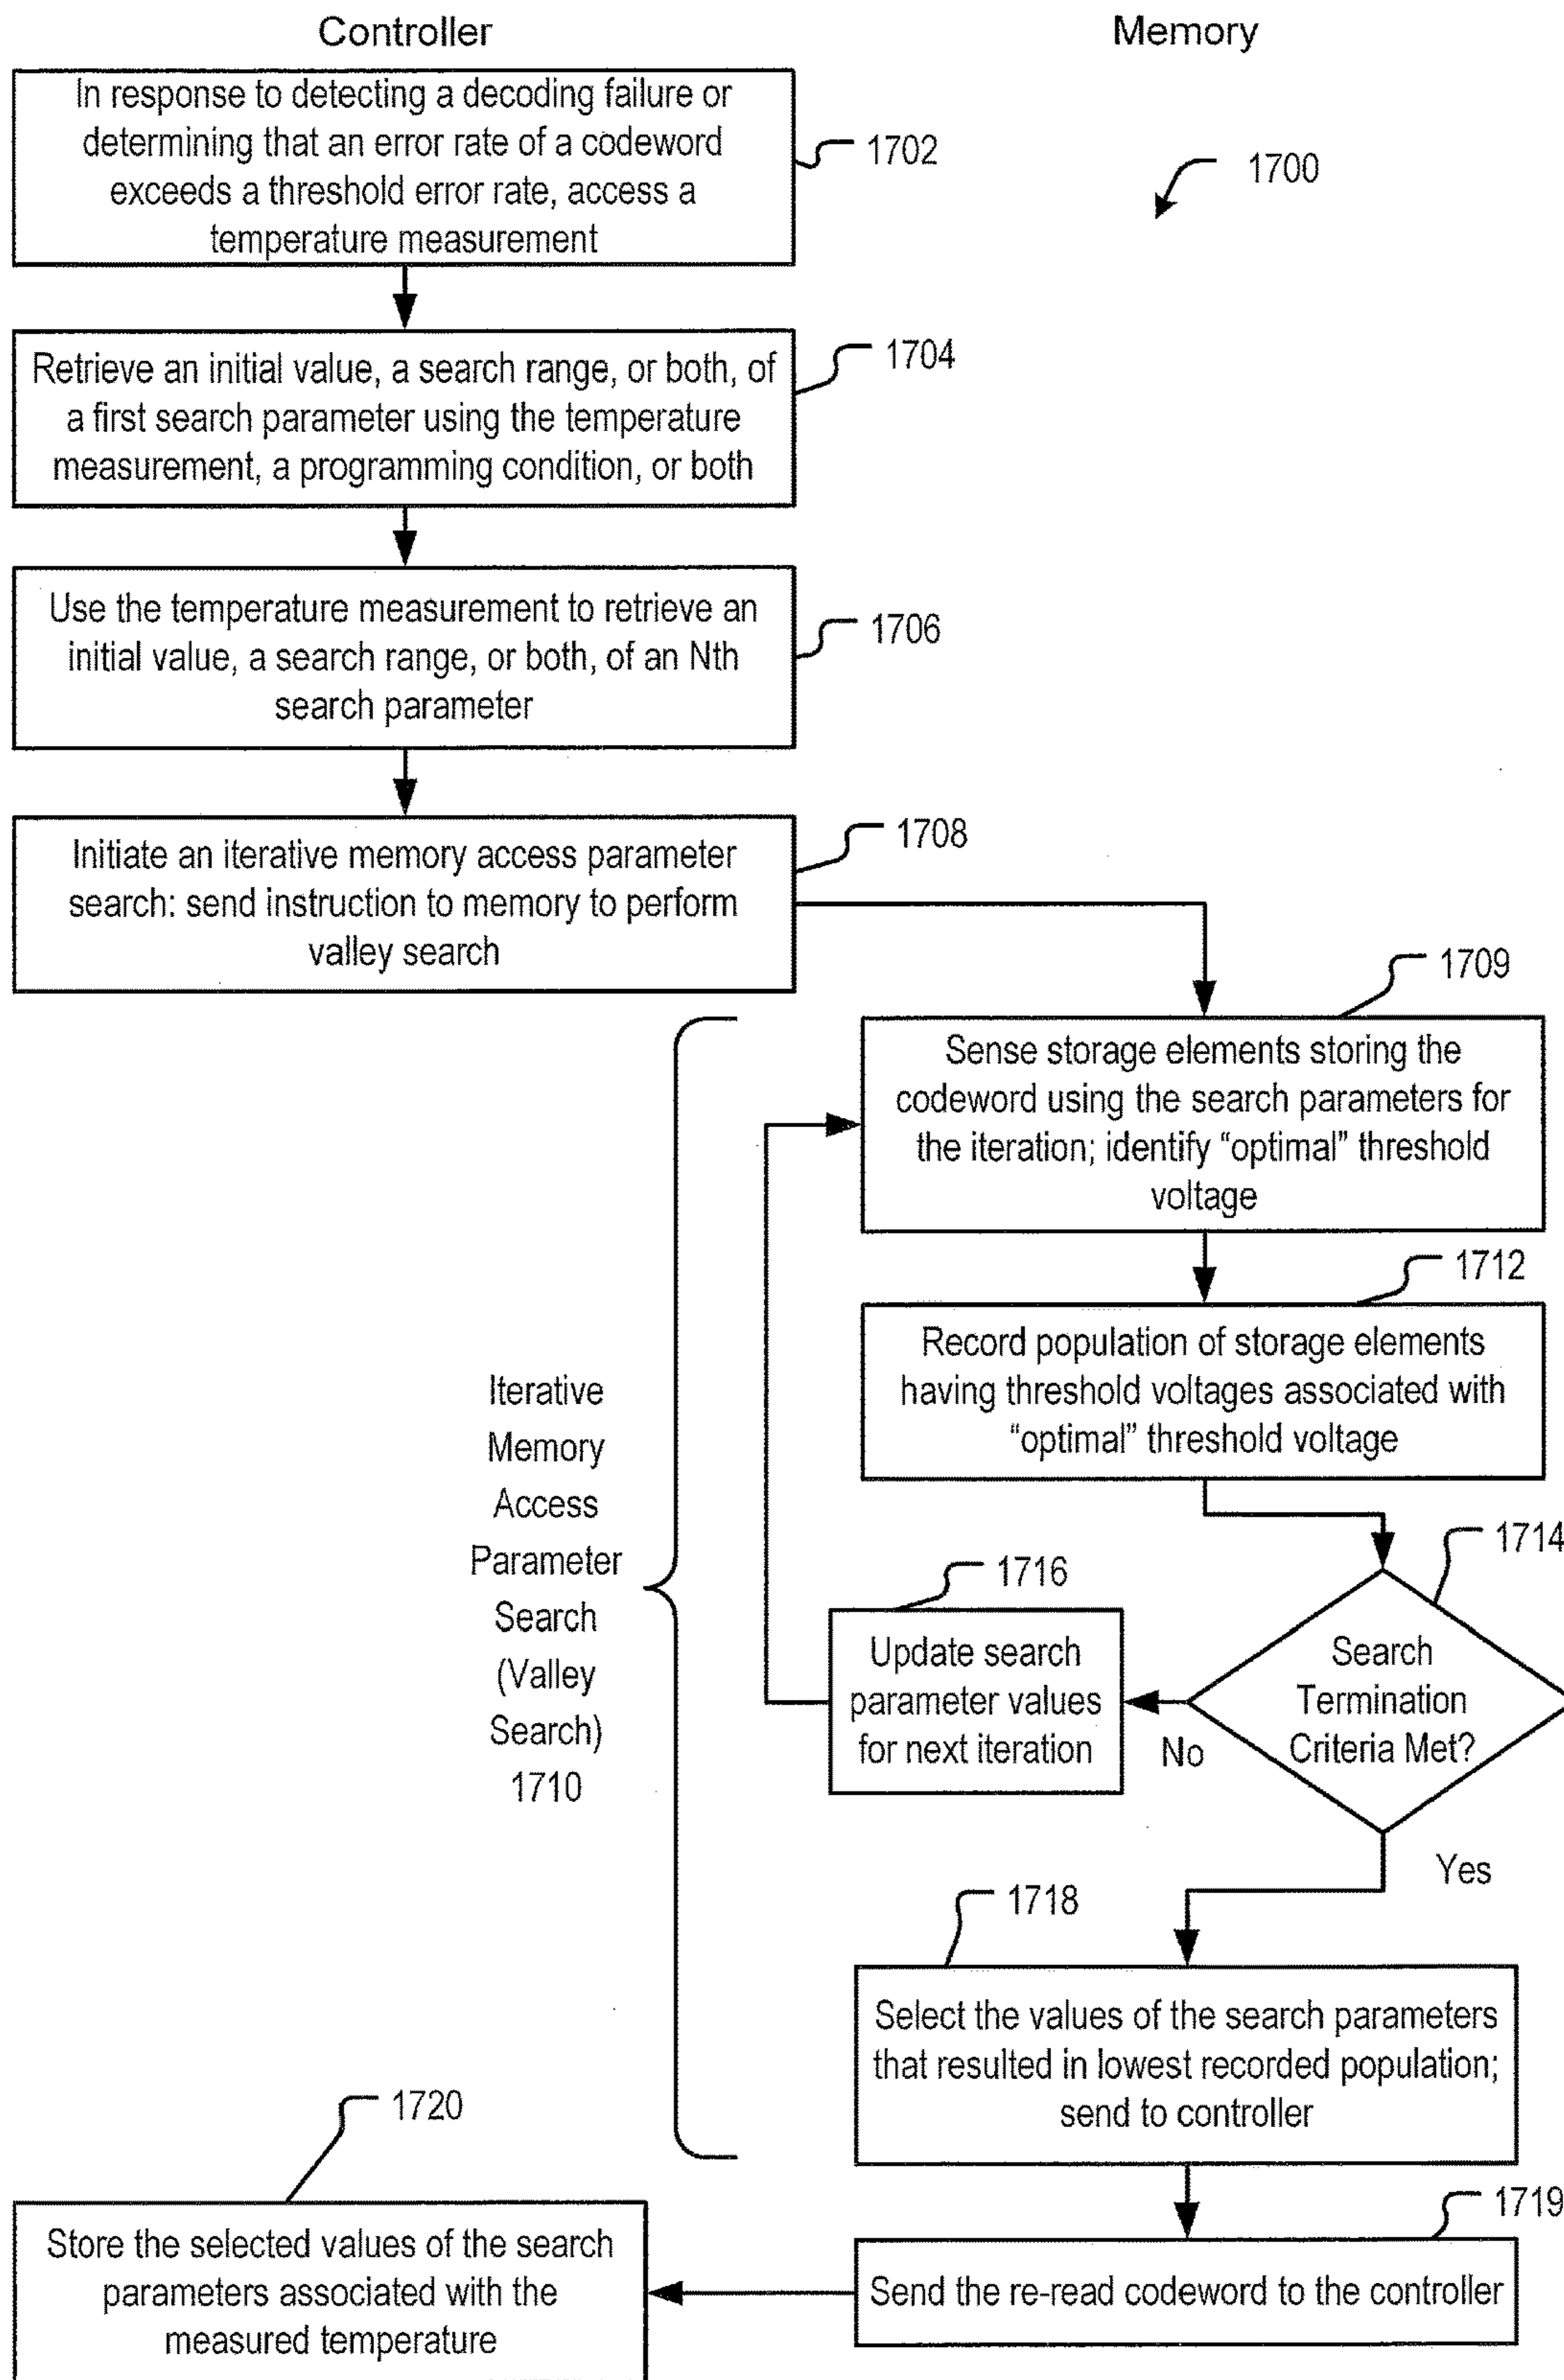 Controller
Memory
In response to detecting a decoding failure or
determining that an error rate of a codeword
exceeds a threshold error rate, access a
temperature measurement
1702
1700
Retrieve an initial value, a search range, or both, of
a first search parameter using the temperature
measurement, a programming condition, or both
1704
Use the temperature measurement to retrieve an
initial value, a search range, or both, of an Nth
search parameter
1706
Initiate an iterative memory access parameter
search: send instruction to memory to perform
valley search
1708
1709
Sense storage elements storing the
codeword using the search parameters for
the iteration; identify “optimal” threshold
voltage
1712
Record population of storage elements
having threshold voltages associated with
“optimal” threshold voltage
Iterative
Memory
Access
Parameter
Search
(Valley
Search)
1710
1714
Search
Termination
Criteria Met?
1716
Update search
parameter values
for next iteration
No
Yes
1718
Select the values of the search parameters
that resulted in lowest recorded population;
send to controller
1719
Send the re-read codeword to the controller
1720
Store the selected values of the search
parameters associated with the
measured temperature